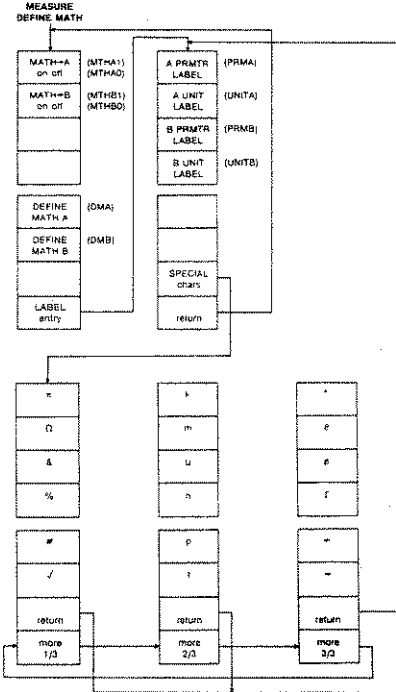 MEASURE
DEFINE MATH
MATH→A
on off
(MTHA1)
(MTHA0)
MATH→B
on off
(MTHB1)
(MTHB0)
DEFINE
MATH A
(DMA)
DEFINE
MATH B
(DMB)
LABEL
entry
A PRMTR
LABEL
(PRMA)
A UNIT
LABEL
(UNITA)
B PRMTR
LABEL
(PRMB)
B UNIT
LABEL
(UNITB)
SPECIAL
chars
return
Ω
&
%
#
√
return
more
1/3
k
m
n
p
return
more
2/3
return
more
3/3